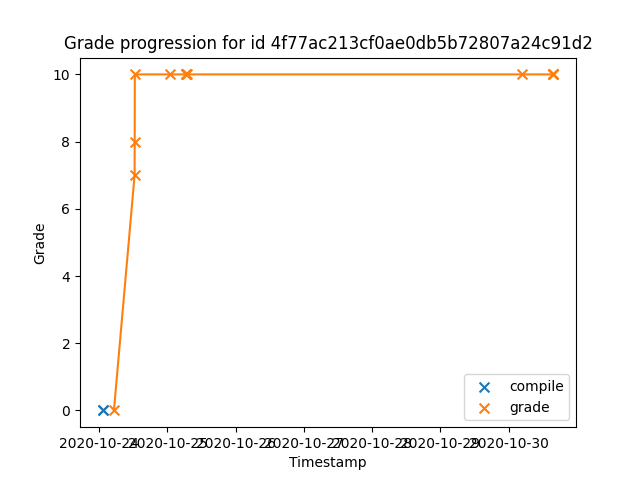 Grade progression for id 4f77ac213cf0ae0db5b72807a24c91d2
Grade
10
8
6
4
2
0
2020-10-24 2020-10-25 2020-10-26 2020-10-27 2020-10-28 2020-10-29 2020-10-30
Timestamp
compile
grade